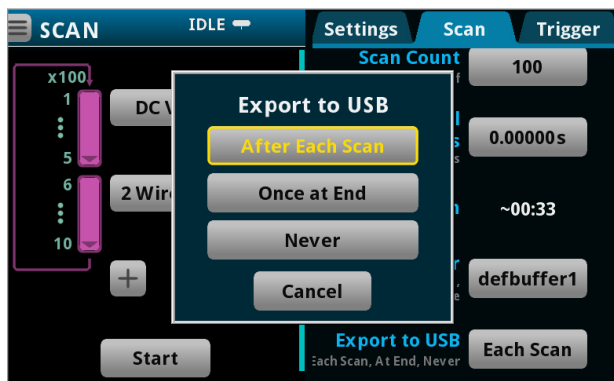 SCAN
IDLE
Settings
Scan
Trigger
x100
1
5
6
10
DC V
2 Wir
Start
Export to USB
After Each Scan
Once at End
Never
Cancel
Scan Count
100
0.00000 s
~00:33
defbuffer1
Export to USB
Each Scan, At End, Never
Each Scan